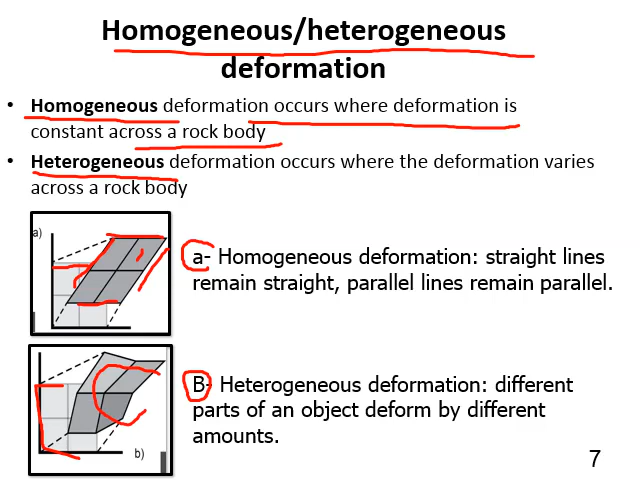 Homogeneous/heterogeneous
deformation
• Homogeneous deformation occurs where deformation is
constant across a rock body
• Heterogeneous deformation occurs where the deformation varies
across a rock body
a)
a- Homogeneous deformation: straight lines
remain straight, parallel lines remain parallel.
B- Heterogeneous deformation: different
parts of an object deform by different
amounts.
b)
7